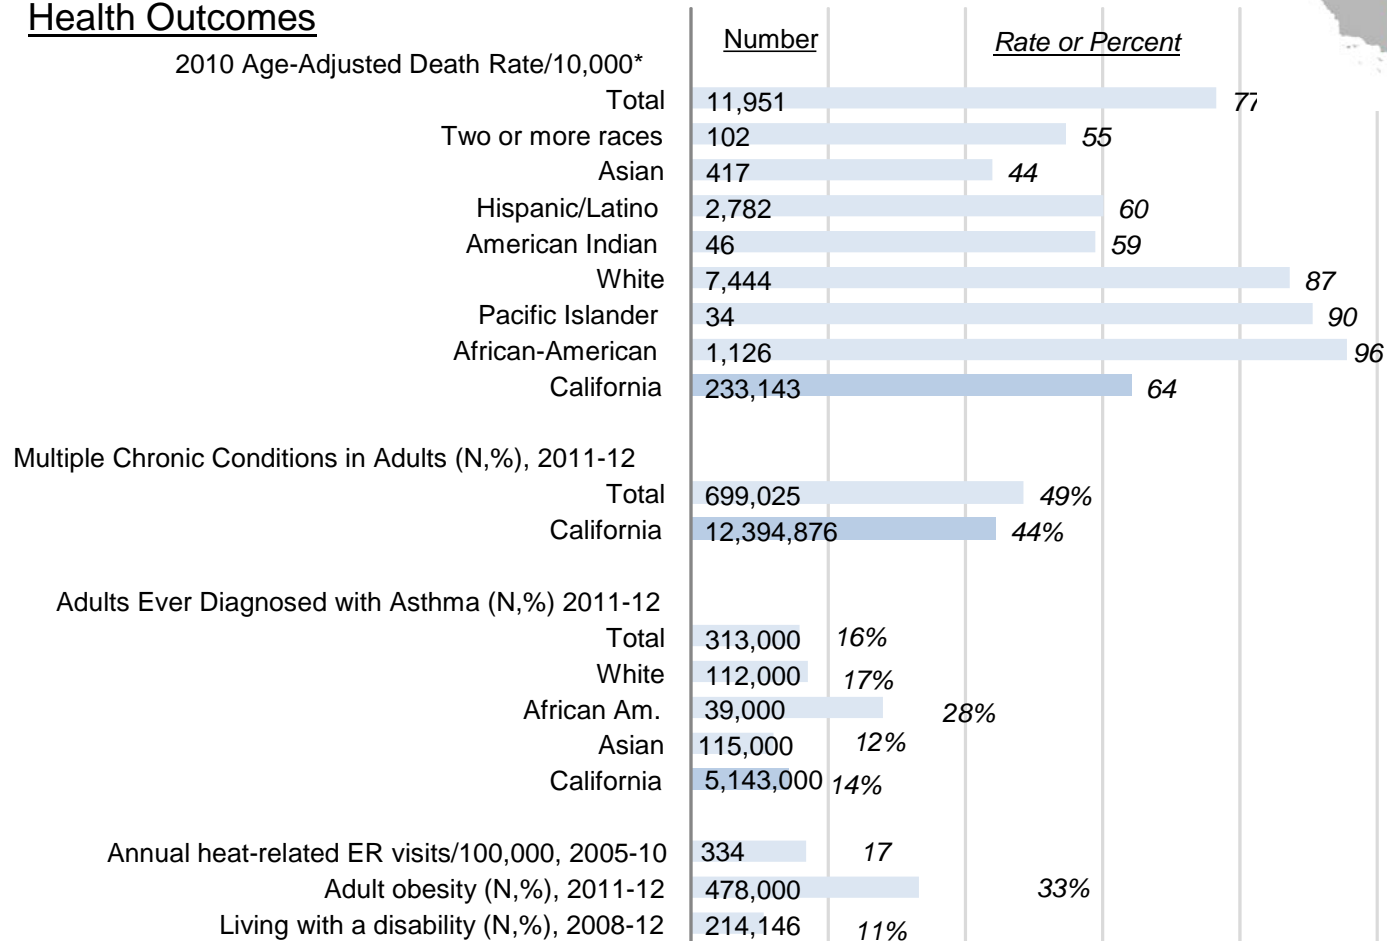 Health Outcomes
Number Rate or Percent
2010 Age-Adjusted Death Rate/10,000*
Total 11,951 77
Two or more races 102 55
Asian 417 44
Hispanic/Latino 2,782 60
American Indian 46 59
White 7,444 87
Pacific Islander 34 90
African-American 1,126 96
California 233,143 64
Multiple Chronic Conditions in Adults (N,%), 2011-12
Total 699,025 49%
California 12,394,876 44%
Adults Ever Diagnosed with Asthma (N,%) 2011-12
Total 313,000 16%
White 112,000 17%
African Am. 39,000 28%
Asian 115,000 12%
California 5,143,000 14%
Annual heat-related ER visits/100,000, 2005-10 334 17
Adult obesity (N,%), 2011-12 478,000 33%
Living with a disability (N,%), 2008-12 214,146 11%